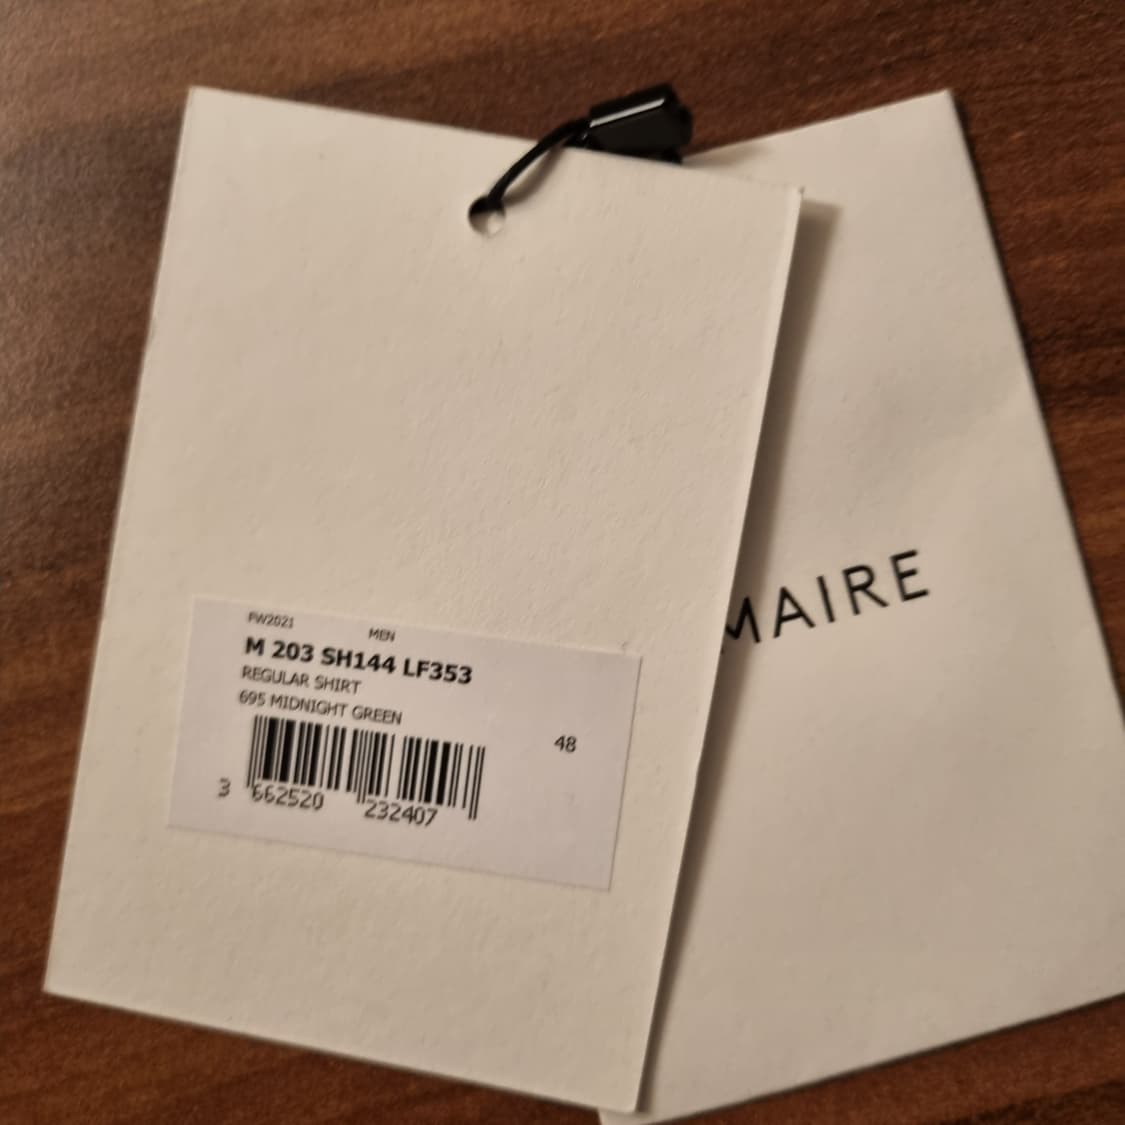 FW2021 MEN
M 203 SH144 LF353
REGULAR SHIRT
695 MIDNIGHT GREEN
48
3 662520 232407
MAIRE